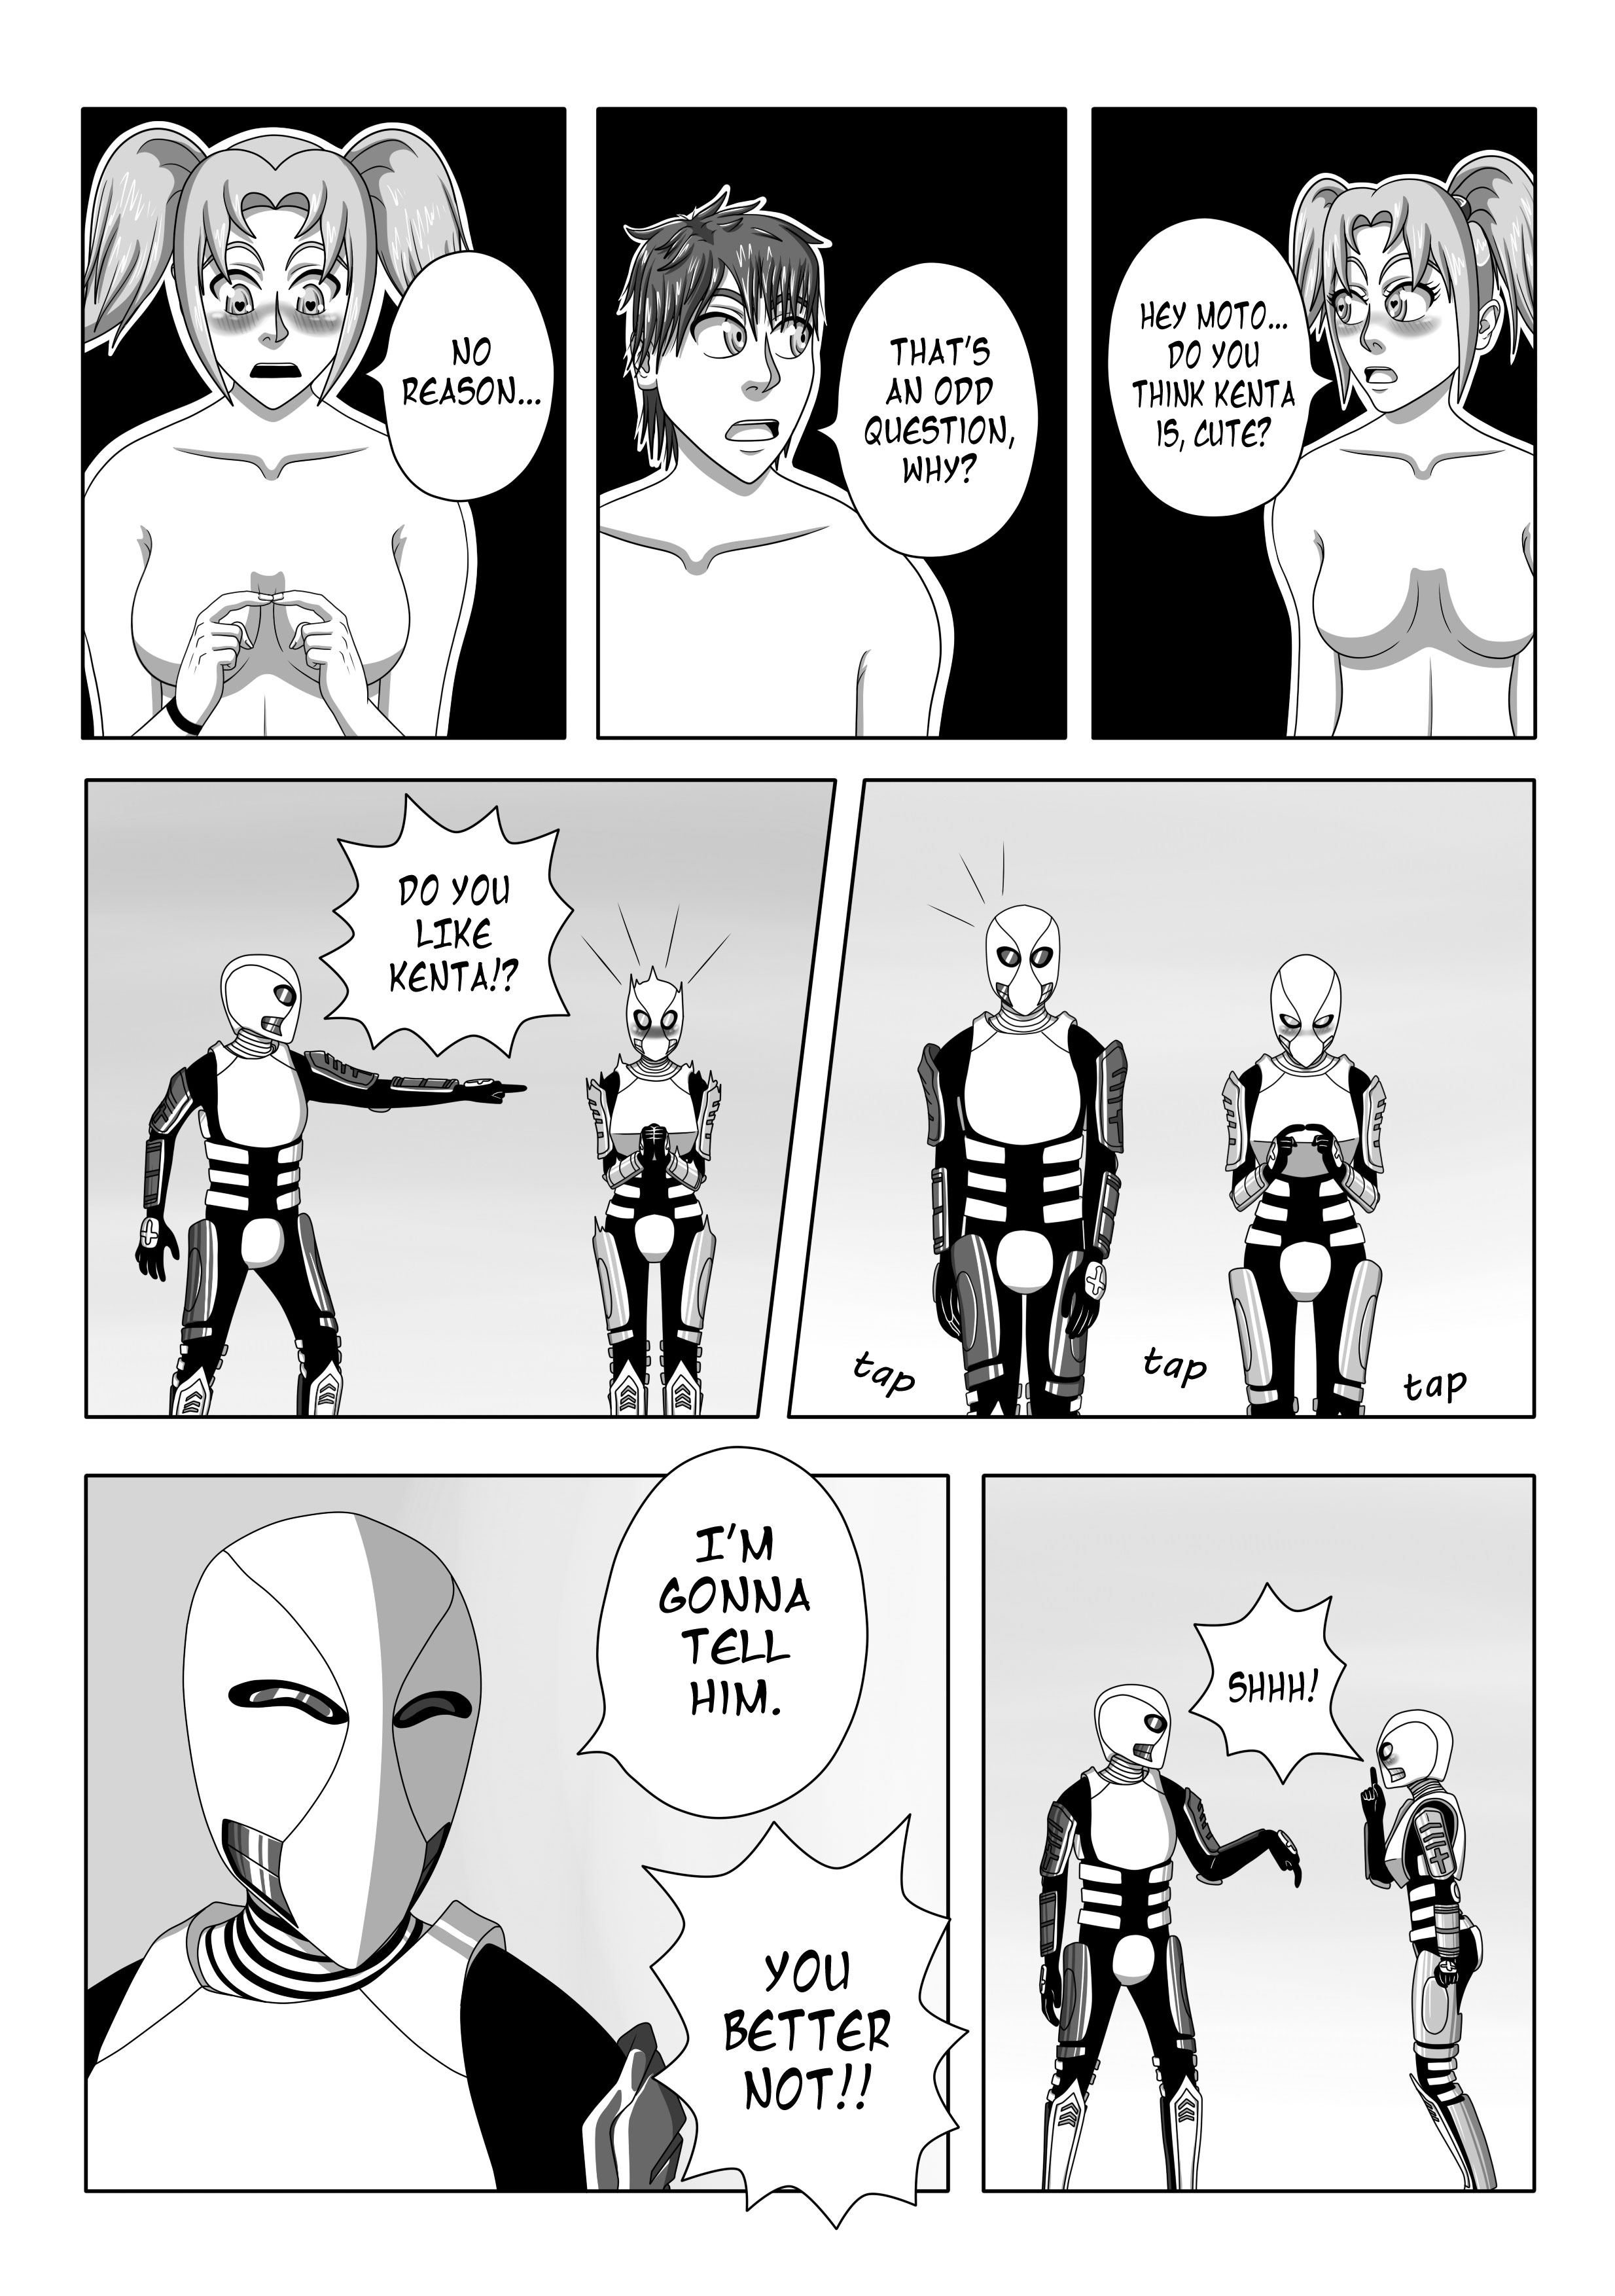 HEY MOTO...
DO YOU
THINK KENTA
IS, CUTE?
THAT'S
AN ODD
QUESTION,
WHY?
NO
REASON...
tap
tap
tap
DO YOU
LIKE
KENTA!?
SHHH!
I'M
GONNA
TELL
HIM.
YOU
BETTER
NOT!!